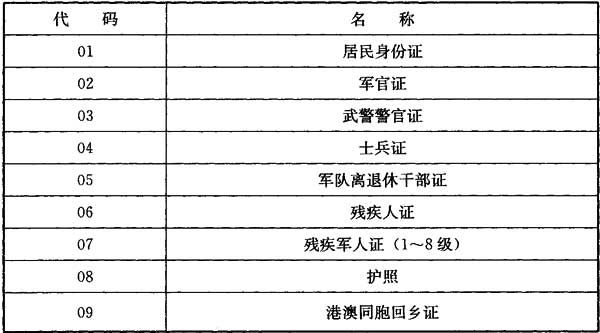 代 码 名 称
01 居民身份证
02 军官证
03 武警警官证
04 士兵证
05 军队离退休干部证
06 残疾人证
07 残疾军人证（1～8级）
08 护照
09 港澳同胞回乡证